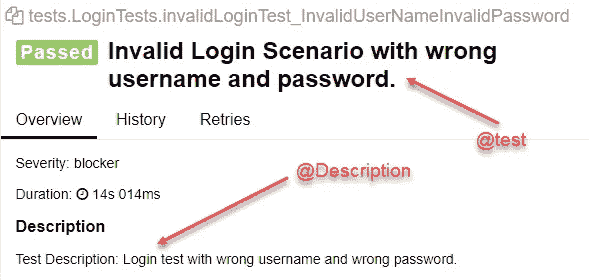 tests.LoginTests.invalidLoginTest_InvalidUserNameInvalidPassword
Passed Invalid Login Scenario with wrong
username and password.
@test
Overview History Retries
Severity: blocker
@Description
Duration: 14s 014ms
Description
Test Description: Login test with wrong username and wrong password.